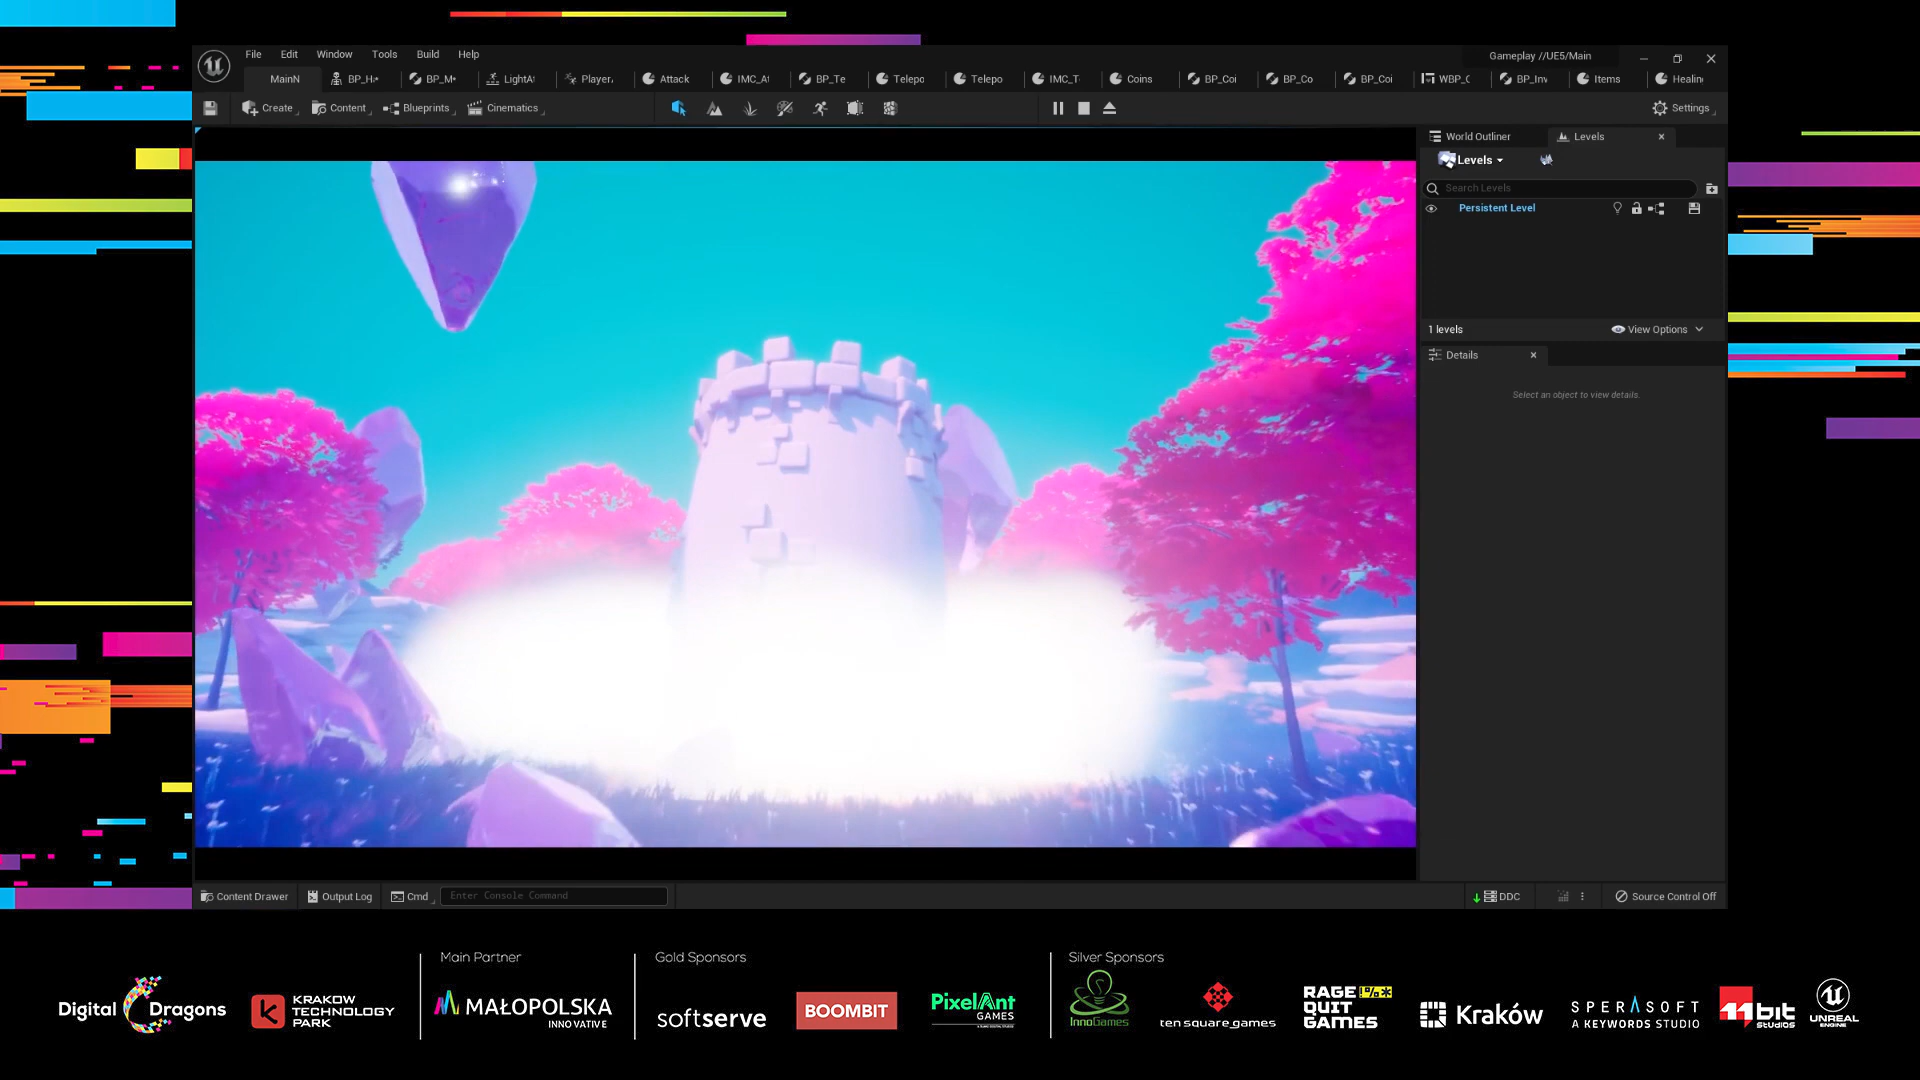 File Edit Window Tools Build Help
Gameplay //UE5/Main
MainN BP_H* BP_M* LightAt Player. Attack IMC_A BP_Te Telepo Telepo IMC_T Coins BP_Coi BP_Co BP_Coi WBP_C BP_Inv Items Healin
Create Content Blueprints Cinematics
Settings
World Outliner Levels
Levels
Search Levels
Persistent Level
1 levels View Options
Details
Select an object to view details.
Content Drawer Output Log Cmd Enter Console Command
DDC Source Control Off
Digital Dragons
KRAKOW
TECHNOLOGY
PARK
Main Partner
MAŁOPOLSKA
INNOVATIVE
Gold Sponsors
softserve
BOOMBIT
PixelAnt
GAMES
Silver Sponsors
InnoGames
ten square games
RAGE !%*
QUIT
GAMES
Kraków
SPERASOFT
A KEYWORDS STUDIO
11bit
STUDIOS
UNREAL
ENGINE